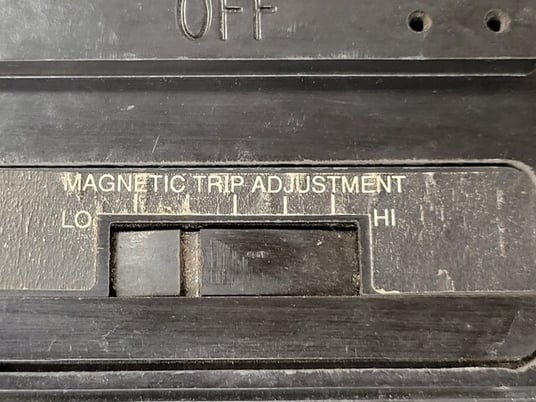 OFF
MAGNETIC TRIP ADJUSTMENT
LO HI